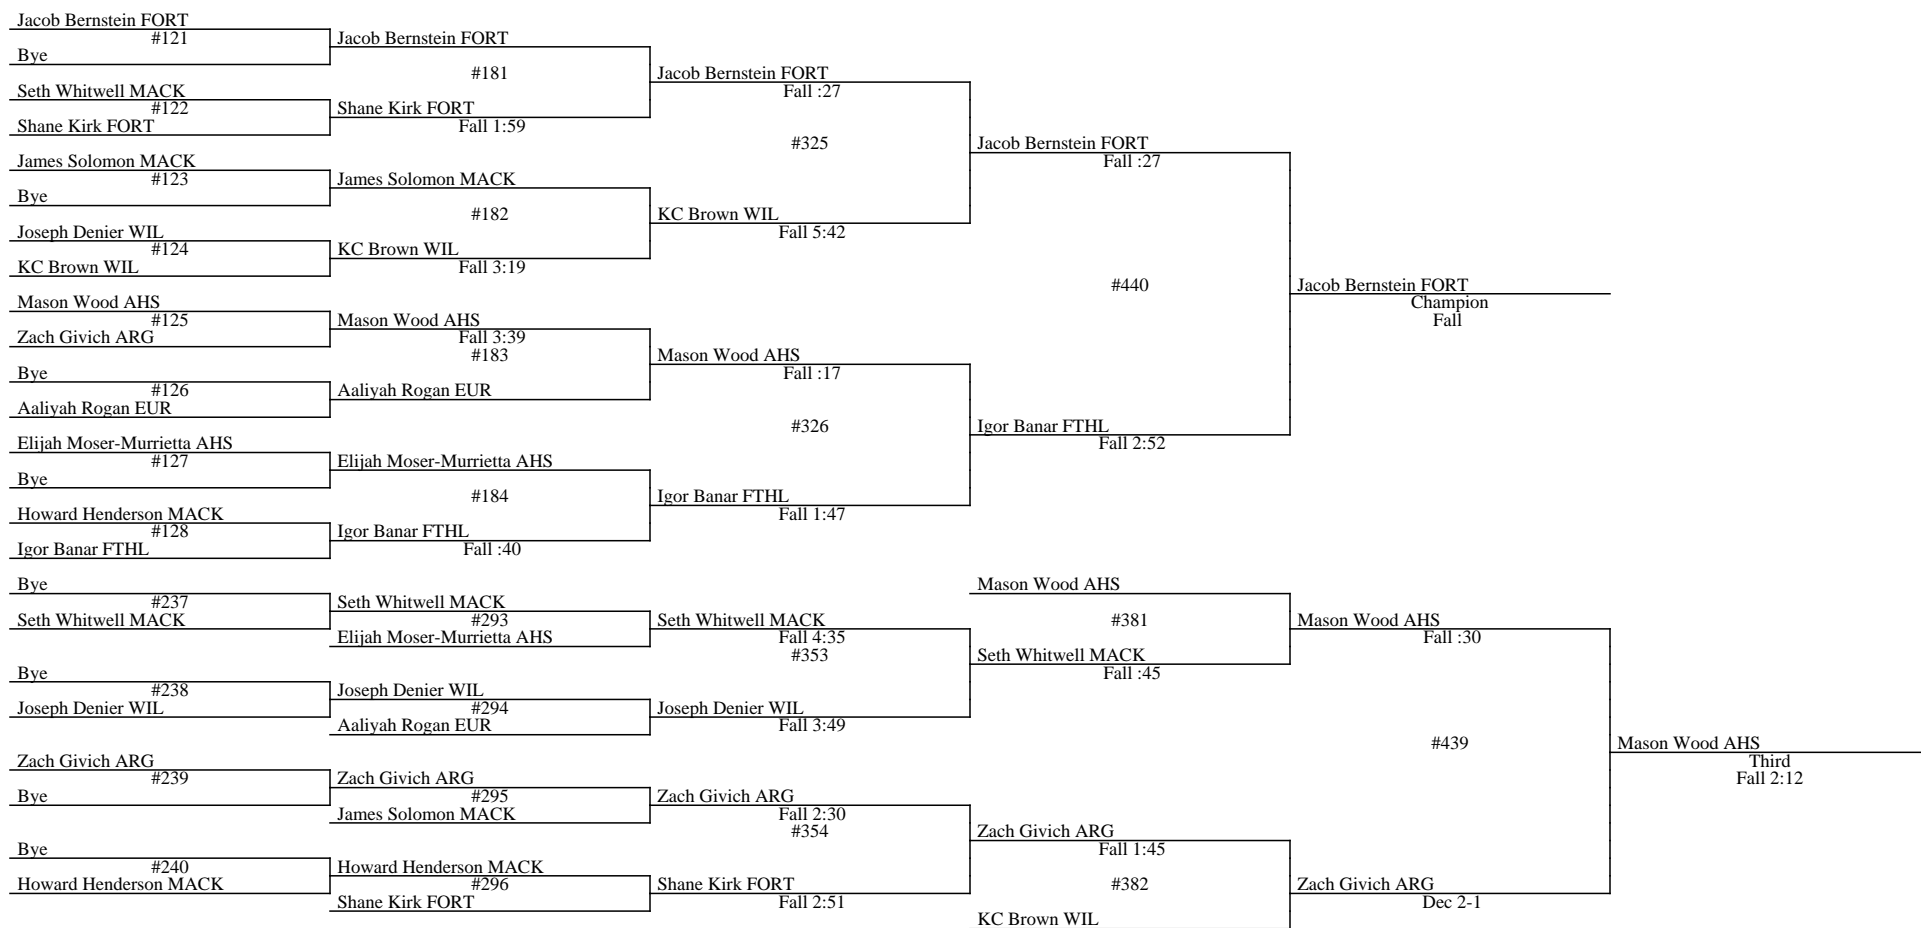 Jacob Bernstein FORT
#121
Bye
Seth Whitwell MACK
#122
Shane Kirk FORT
James Solomon MACK
#123
Bye
Joseph Denier WIL
#124
KC Brown WIL
Mason Wood AHS
#125
Zach Givich ARG
Bye
#126
Aaliyah Rogan EUR
Elijah Moser-Murrietta AHS
#127
Bye
Howard Henderson MACK
#128
Igor Banar FTHL
Jacob Bernstein FORT
#181
Shane Kirk FORT
Fall 1:59
James Solomon MACK
#182
KC Brown WIL
Fall 3:19
Mason Wood AHS
Fall 3:39
#183
Aaliyah Rogan EUR
Elijah Moser-Murrietta AHS
#184
Igor Banar FTHL
Fall :40
Jacob Bernstein FORT
Fall :27
#325
KC Brown WIL
Fall 5:42
Mason Wood AHS
Fall :17
#326
Igor Banar FTHL
Fall 1:47
Jacob Bernstein FORT
Fall :27
#440
Igor Banar FTHL
Fall 2:52
Jacob Bernstein FORT
Champion
Fall
Bye
#237
Seth Whitwell MACK
Bye
#238
Joseph Denier WIL
Zach Givich ARG
#239
Bye
Bye
#240
Howard Henderson MACK
Seth Whitwell MACK
#293
Elijah Moser-Murrietta AHS
Joseph Denier WIL
#294
Aaliyah Rogan EUR
Zach Givich ARG
#295
James Solomon MACK
Howard Henderson MACK
#296
Shane Kirk FORT
Seth Whitwell MACK
Fall 4:35
#353
Joseph Denier WIL
Fall 3:49
Zach Givich ARG
Fall 2:30
#354
Shane Kirk FORT
Fall 2:51
Mason Wood AHS
#381
Seth Whitwell MACK
Fall :45
Zach Givich ARG
Fall 1:45
#382
KC Brown WIL
Mason Wood AHS
Fall :30
#439
Zach Givich ARG
Dec 2-1
Mason Wood AHS
Third
Fall 2:12